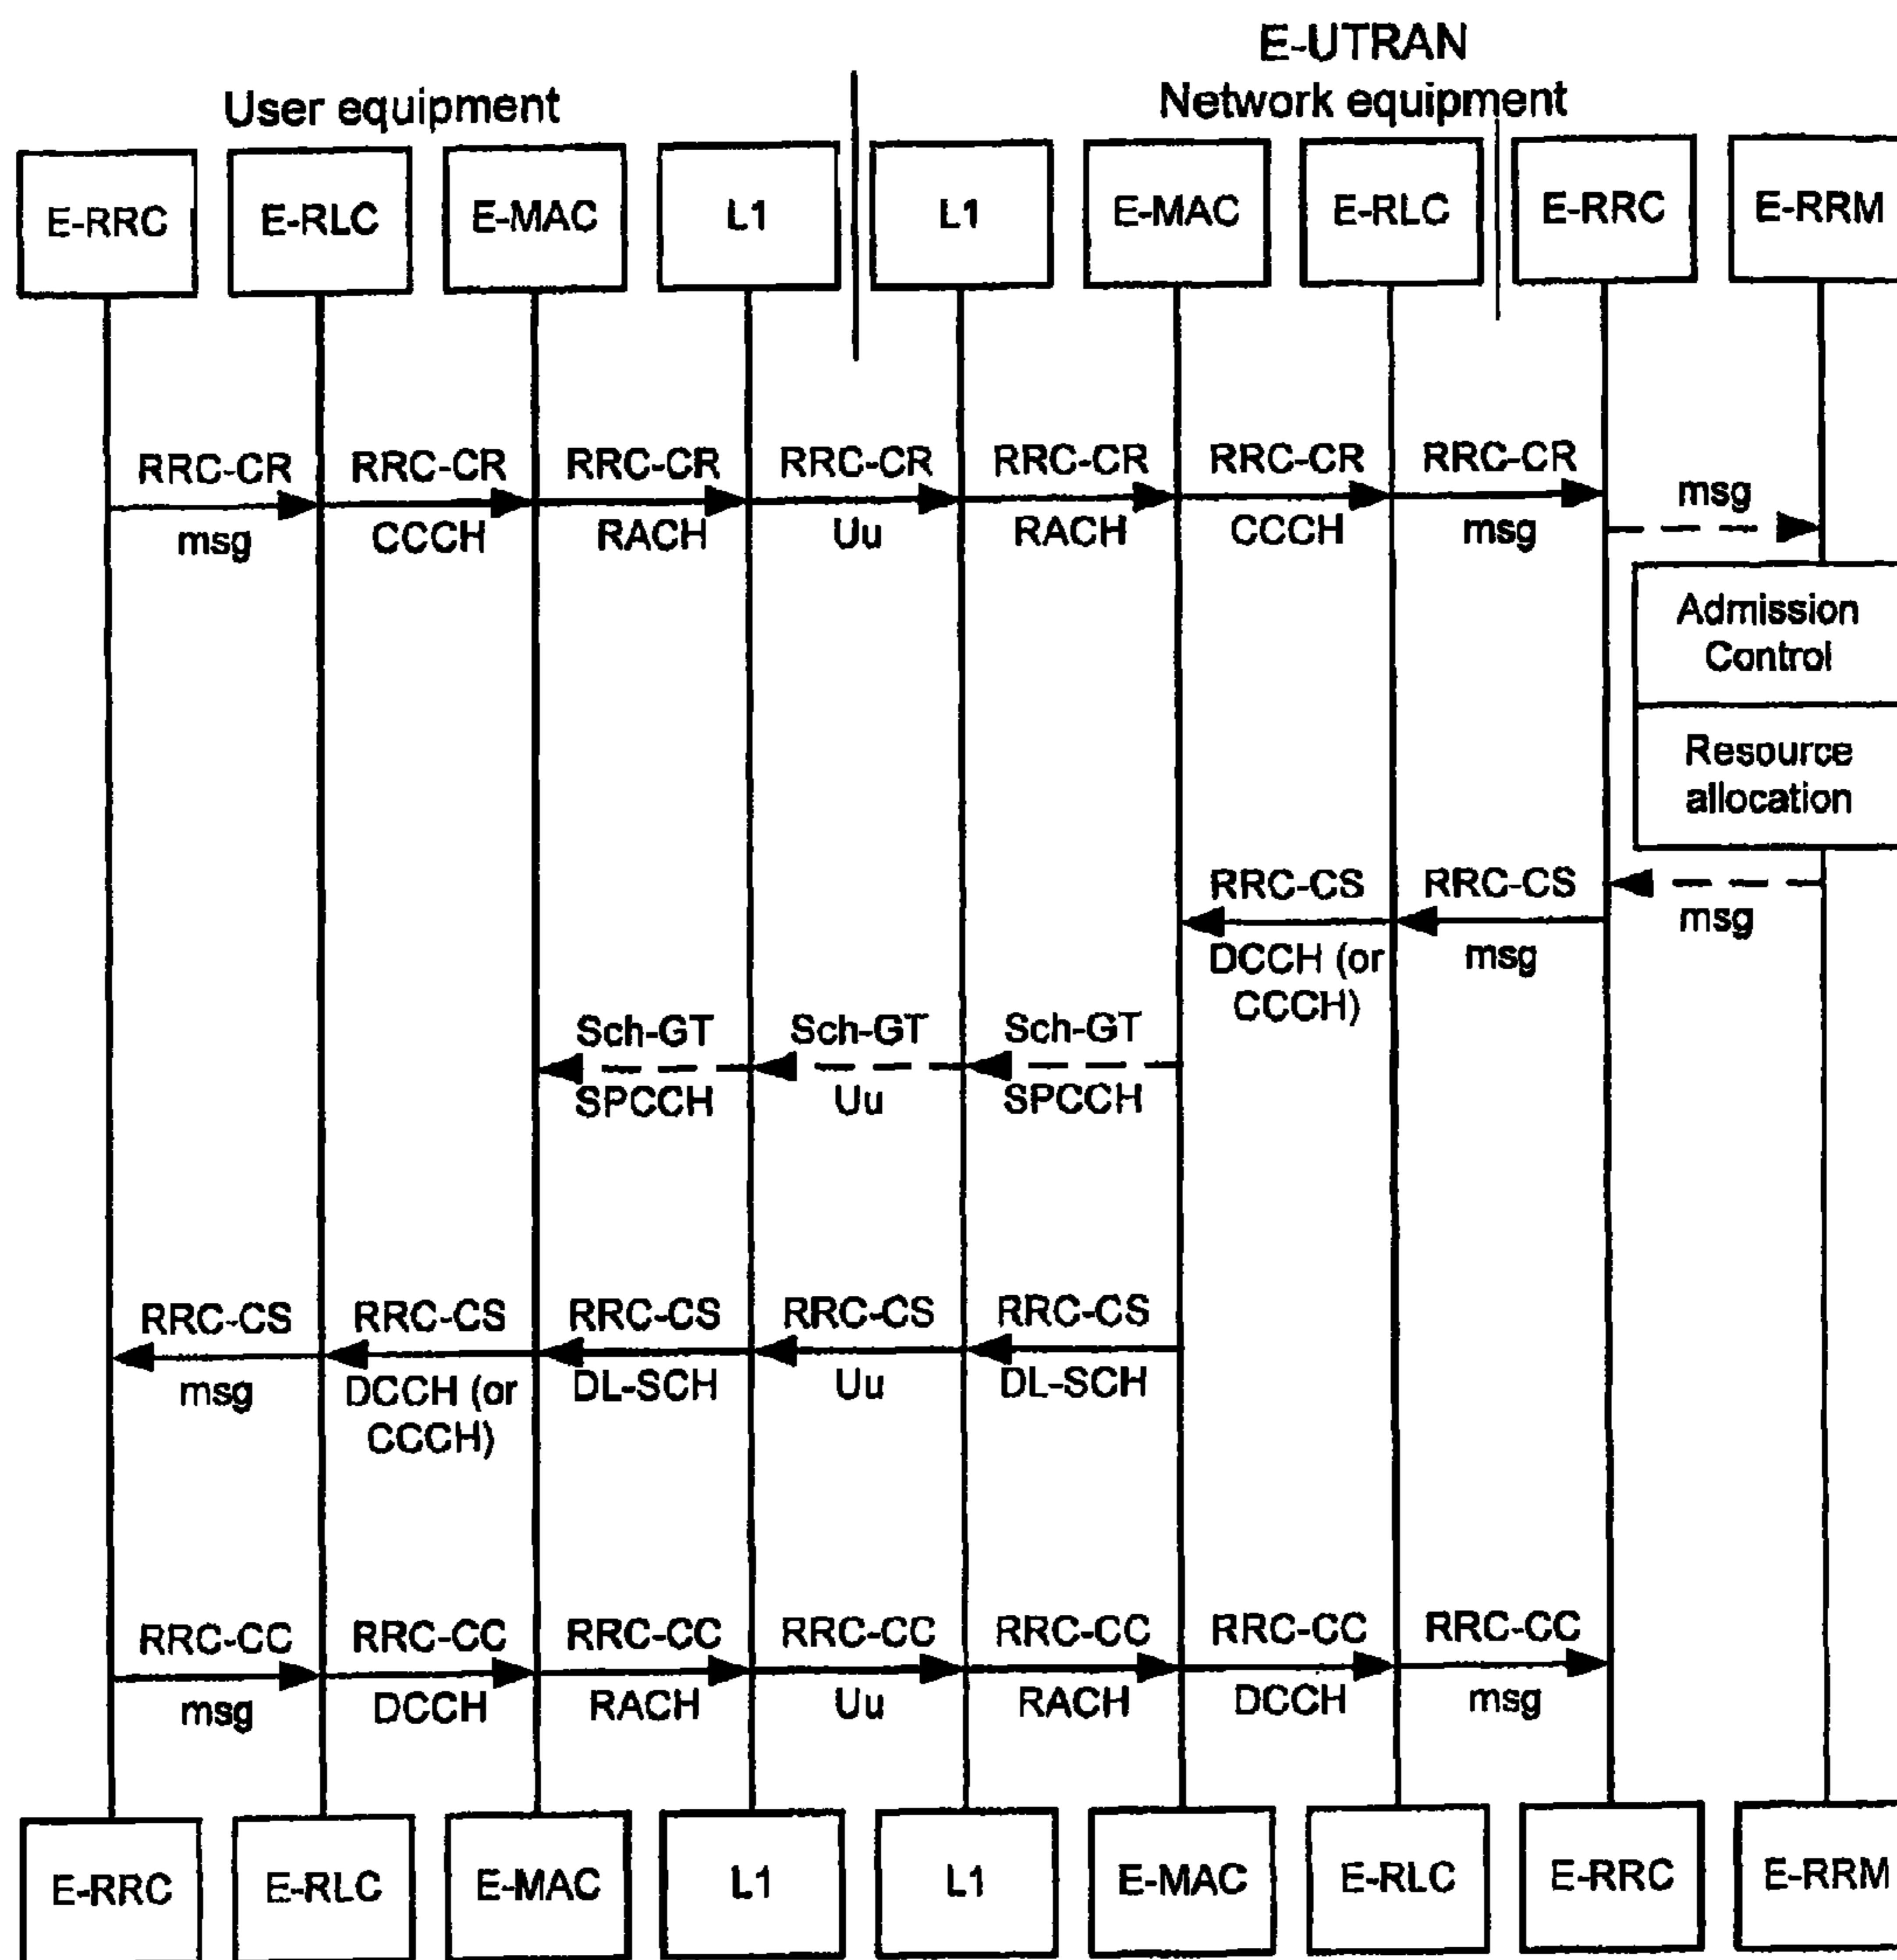 E-UTRAN
User equipment
Network equipment
E-RRC
E-RLC
E-MAC
L1
L1
E-MAC
E-RLC
E-RRC
E-RRM
RRC-CR
RRC-CR
RRC-CR
RRC-CR
RRC-CR
RRC-CR
RRC-CR
msg
msg
CCCH
RACH
Uu
RACH
CCCH
msg
Admission
Control
Resource
allocation
RRC-CS
RRC-CS
DCCH (or
CCCH)
msg
msg
Sch-GT
Sch-GT
Sch-GT
SPCCH
Uu
SPCCH
RRC-CS
RRC-CS
RRC-CS
RRC-CS
RRC-CS
msg
DCCH (or
CCCH)
DL-SCH
Uu
DL-SCH
RRC-CC
RRC-CC
RRC-CC
RRC-CC
RRC-CC
RRC-CC
RRC-CC
msg
DCCH
RACH
Uu
RACH
DCCH
msg
E-RRC
E-RLC
E-MAC
L1
L1
E-MAC
E-RLC
E-RRC
E-RRM